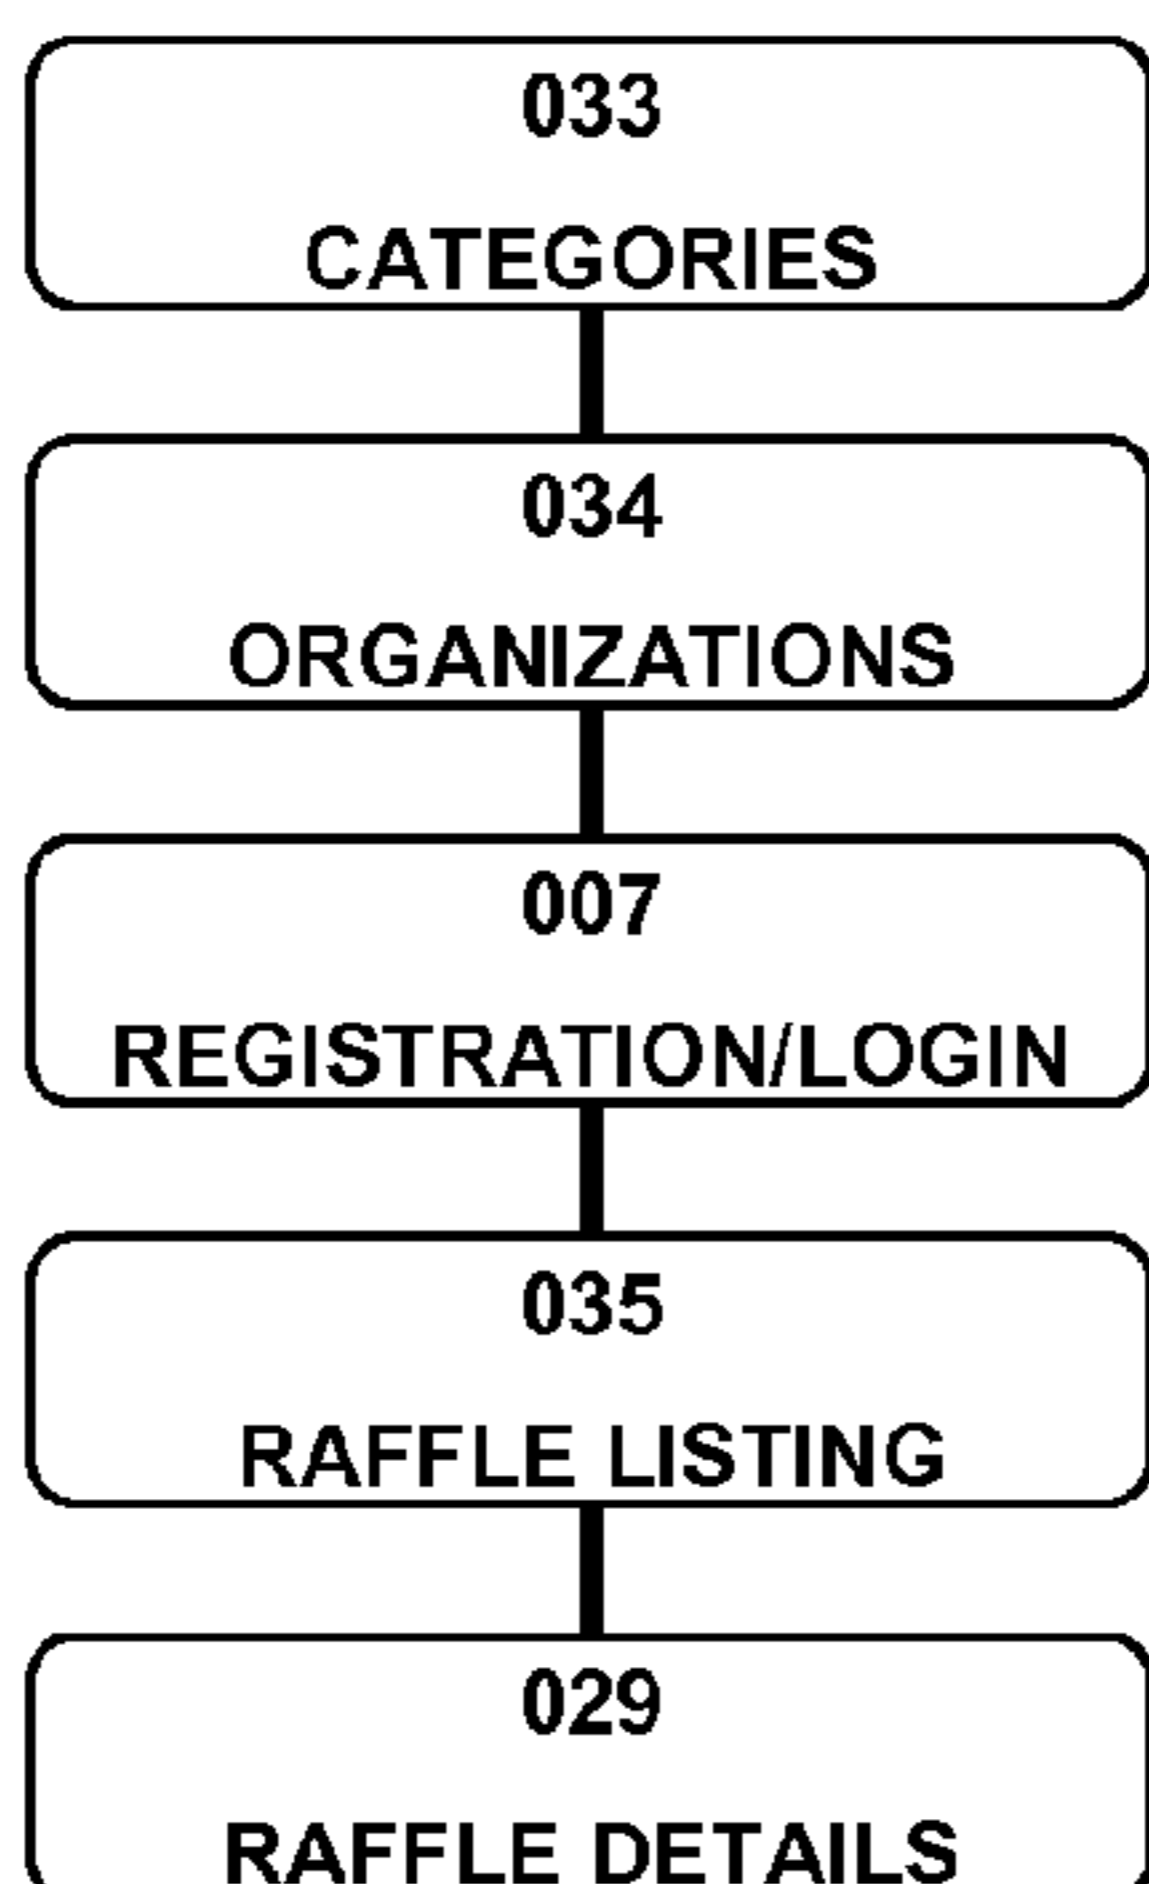 033
CATEGORIES
034
ORGANIZATIONS
007
REGISTRATION/LOGIN
035
RAFFLE LISTING
029
RAFFLE DETAILS